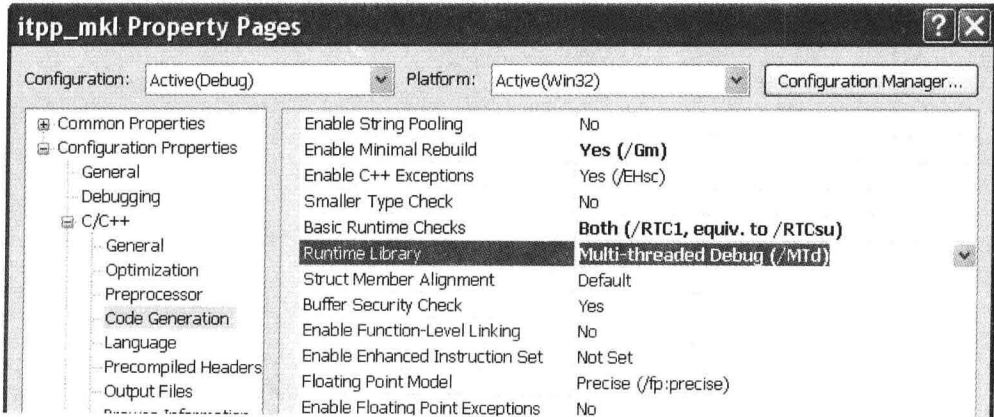 itpp_mkl Property Pages
Configuration: Active(Debug) Platform: Active(Win32) Configuration Manager...
Common Properties
Configuration Properties
General
Debugging
C/C++
General
Optimization
Preprocessor
Code Generation
Language
Precompiled Headers
Output Files
Browse Information
Enable String Pooling No
Enable Minimal Rebuild Yes (/Gm)
Enable C++ Exceptions Yes (/EHsc)
Smaller Type Check No
Basic Runtime Checks Both (/RTC1, equiv. to /RTCsu)
Runtime Library Multi-threaded Debug (/MTd)
Struct Member Alignment Default
Buffer Security Check Yes
Enable Function-Level Linking No
Enable Enhanced Instruction Set Not Set
Floating Point Model Precise (/fp:precise)
Enable Floating Point Exceptions No